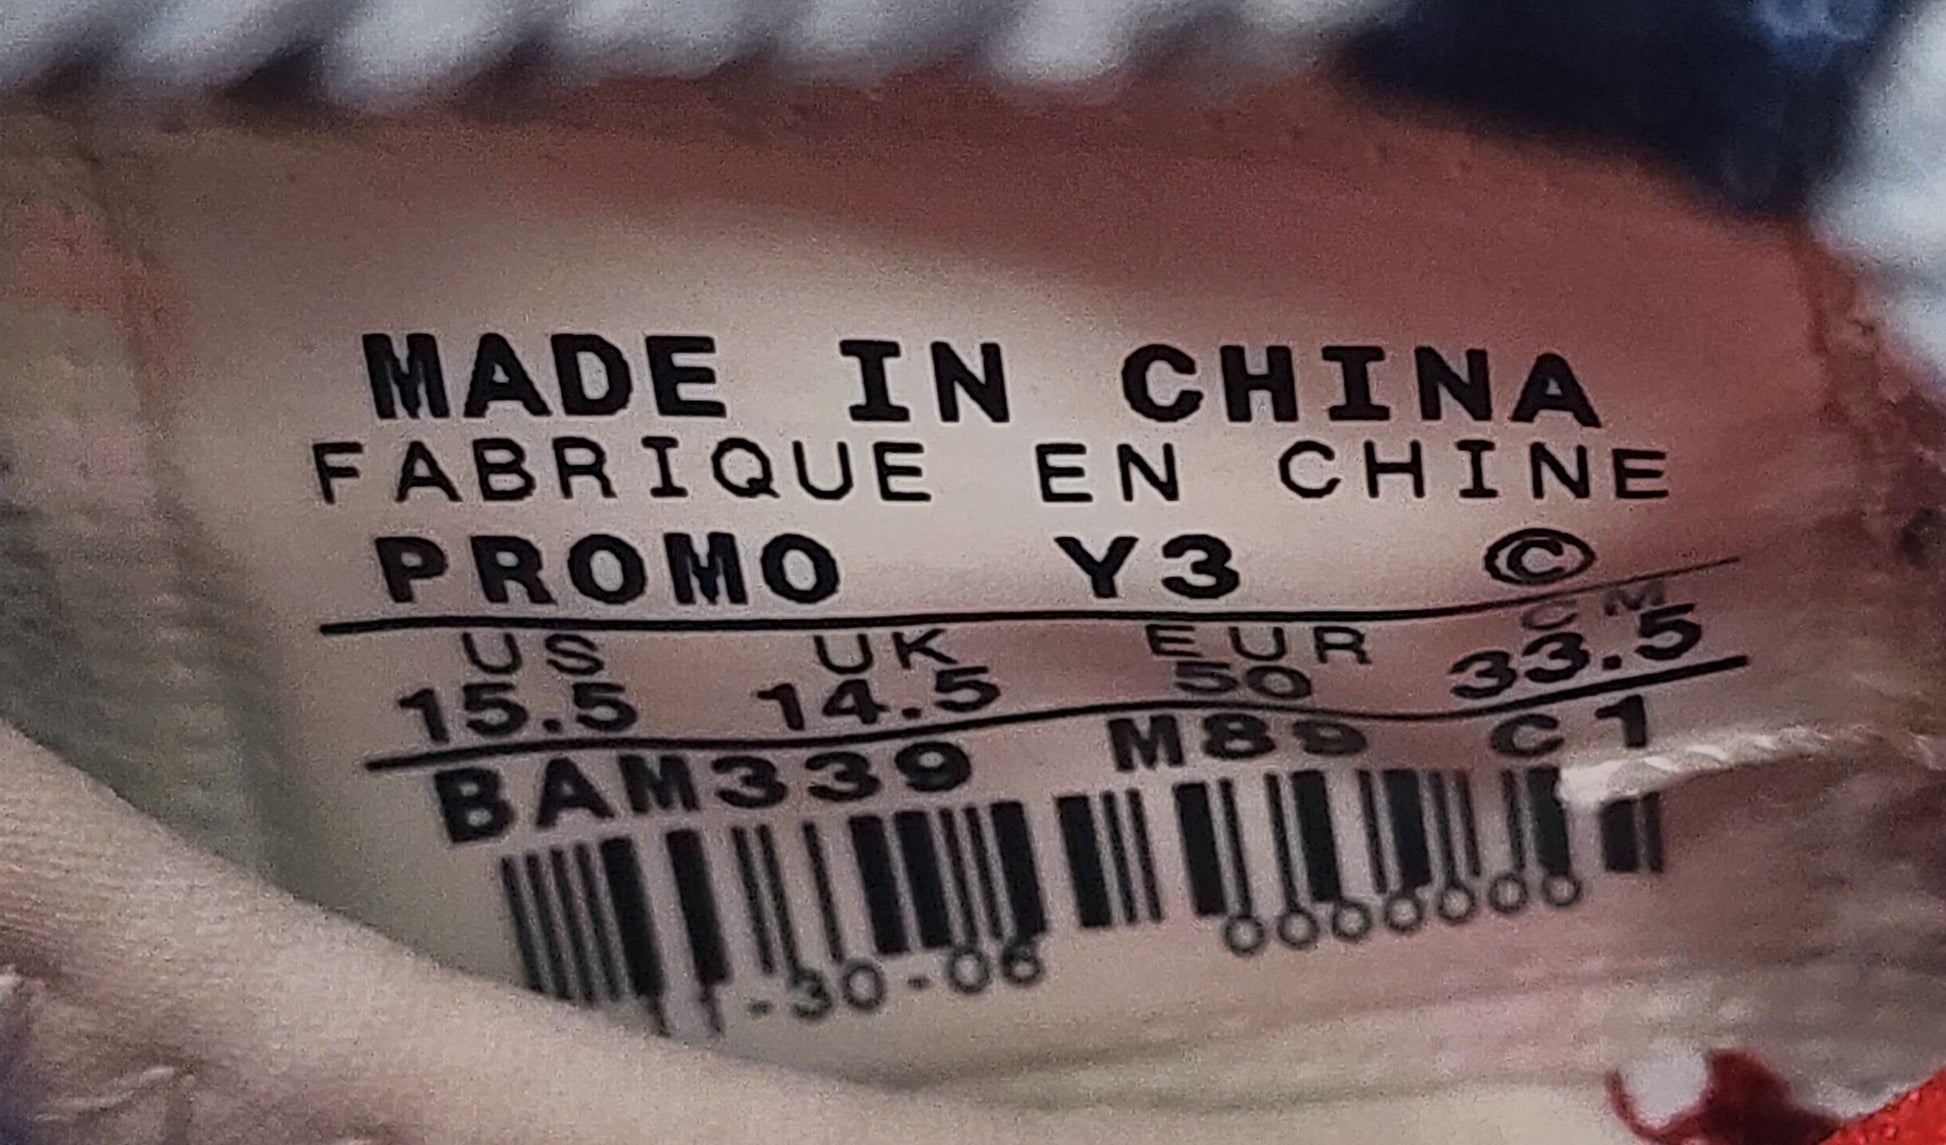 MADE IN CHINA
FABRIQUE EN CHINE
PROMO Y3 ©
US UK EUR CM
15.5 14.5 50 33.5
BAM339 M89 C1
11-30-06 0000000